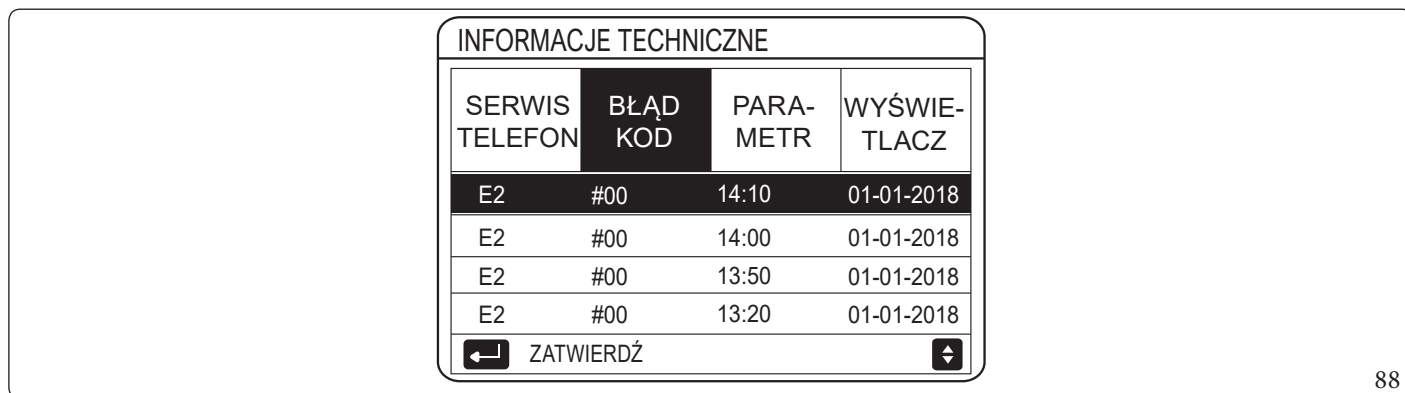 INFORMACJE TECHNICZNE
SERWIS TELEFON BŁĄD KOD PARA-METR WYŚWIE-TLACZ
E2 #00 14:10 01-01-2018
E2 #00 14:00 01-01-2018
E2 #00 13:50 01-01-2018
E2 #00 13:20 01-01-2018
ZATWIERDŹ
88